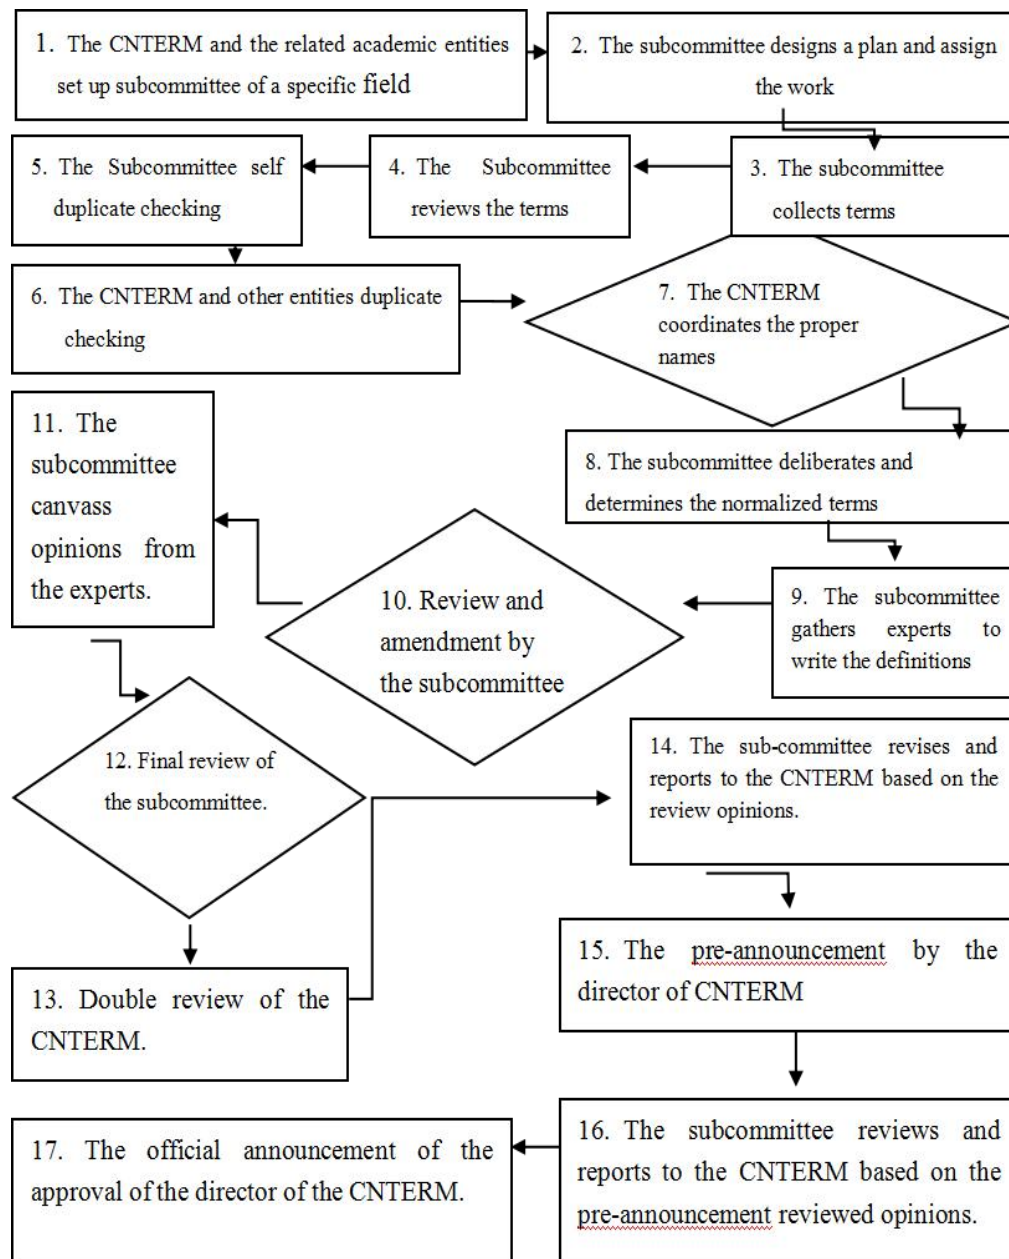 1. The CNTERM and the related academic entities
set up subcommittee of a specific field
2. The subcommittee designs a plan and assign
the work
3. The subcommittee
collects terms
4. The Subcommittee
reviews the terms
5. The Subcommittee self
duplicate checking
6. The CNTERM and other entities duplicate
checking
7. The CNTERM
coordinates the proper
names
8. The subcommittee deliberates and
determines the normalized terms
9. The subcommittee
gathers experts to
write the definitions
10. Review and
amendment by
the subcommittee
11. The
subcommittee
canvass
opinions from
the experts.
12. Final review of
the subcommittee.
13. Double review of the
CNTERM.
14. The sub-committee revises and
reports to the CNTERM based on the
review opinions.
15. The pre-announcement by the
director of CNTERM
16. The subcommittee reviews and
reports to the CNTERM based on the
pre-announcement reviewed opinions.
17. The official announcement of the
approval of the director of the CNTERM.